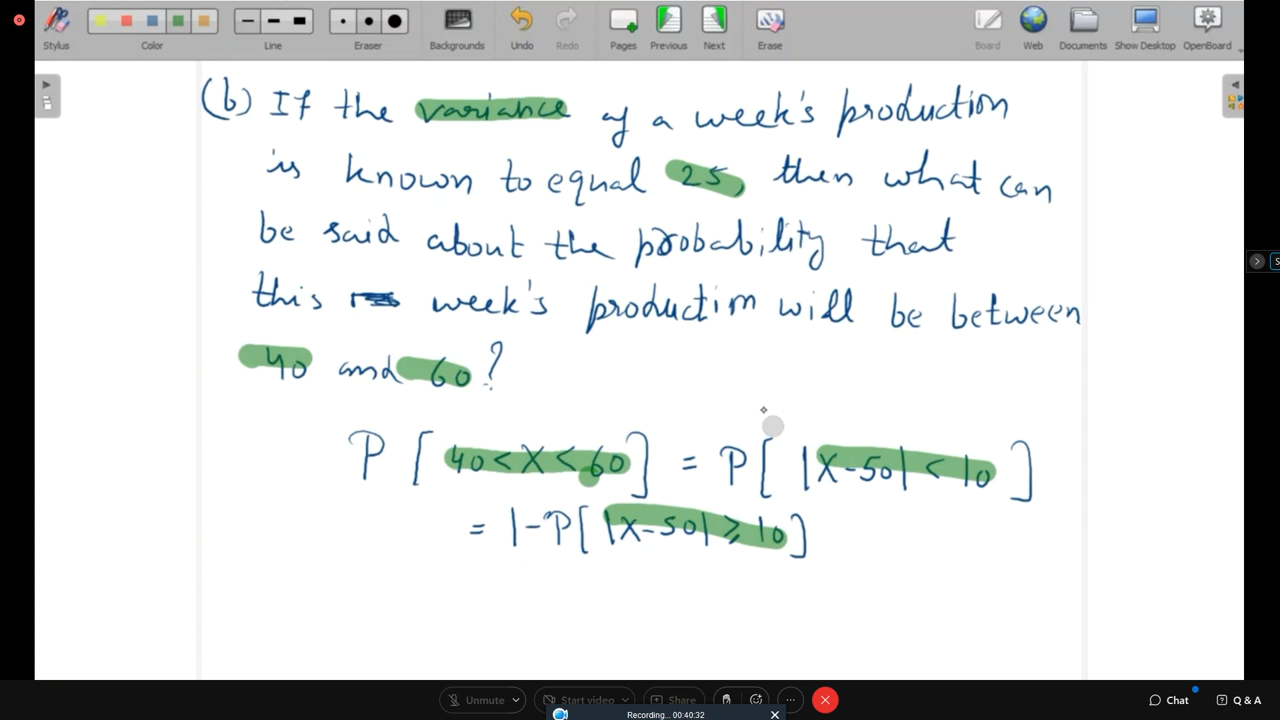 Stylus Color Line Eraser Backgrounds Undo Redo Pages Previous Next Erase Board Web Documents Show Desktop OpenBoard
(b) If the variance of a week's production
is known to equal 25, then what can
be said about the probability that
this week's production will be between
40 and 60?
P [ 40 < X < 60 ] = P [ |X-50| < 10 ]
= 1-P[ |X-50| ≥ 10 ]
S
Unmute Start video Share Chat Q & A
Recording... 00:40:32